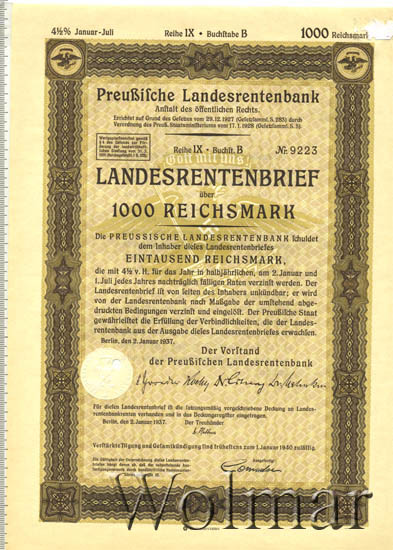 4½% Januar-Juli Reihe IX • Buchstabe B 1000 Reichsmark
Preußische Landesrentenbank
Anstalt des öffentlichen Rechts.
Errichtet auf Grund des Gesetzes vom 29.12.1927 (Gesetzsamml. S. 283) durch
Verordnung des Preuß. Staatsministeriums vom 17.1.1928 (Gesetzsamml. S. 3).
Reihe IX • Buchst. B № 9223
Gott mit uns!
LANDESRENTENBRIEF
über
1000 REICHSMARK
Die PREUSSISCHE LANDESRENTENBANK schuldet
dem Inhaber dieses Landesrentenbriefes
EINTAUSEND REICHSMARK,
die mit 4½ v. H. für das Jahr in halbjährlichen, am 2. Januar und
1. Juli jedes Jahres nachträglich fälligen Raten verzinst werden. Der
Landesrentenbrief ist von seiten des Inhabers unkündbar; er wird
von der Landesrentenbank nach Maßgabe der umstehend abge-
druckten Bedingungen verzinst und eingelöst. Der Preußische Staat
gewährleistet die Erfüllung der Verbindlichkeiten, die der Landes-
rentenbank aus der Ausgabe dieses Landesrentenbriefes erwachsen.
Berlin, den 2. Januar 1937.
Der Vorstand
der Preußischen Landesrentenbank
Für diesen Landesrentenbrief ist die satzungsmäßig vorgeschriebene Deckung an Landes-
rentenbankrenten vorhanden und in das Deckungsregister eingetragen.
Berlin, den 2. Januar 1937. Der Treuhänder
Verstärkte Tilgung und Gesamtkündigung sind frühestens zum 1. Januar 1940 zulässig.
Wolmar